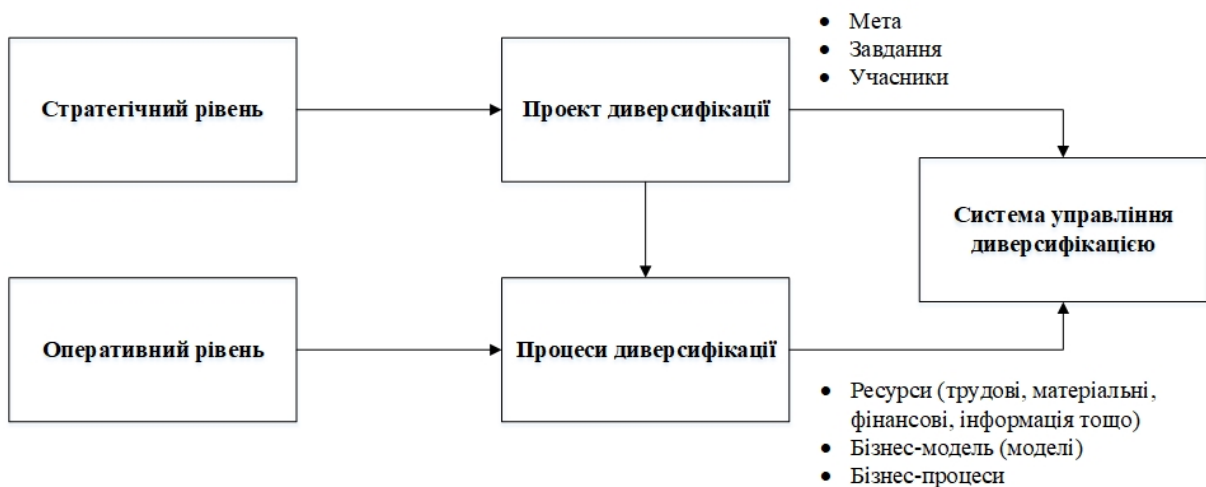 • Мета
• Завдання
• Учасники
Стратегічний рівень
Проект диверсифікації
Система управління
диверсифікацією
Оперативний рівень
Процеси диверсифікації
• Ресурси (трудові, матеріальні,
фінансові, інформація тощо)
• Бізнес-модель (моделі)
• Бізнес-процеси